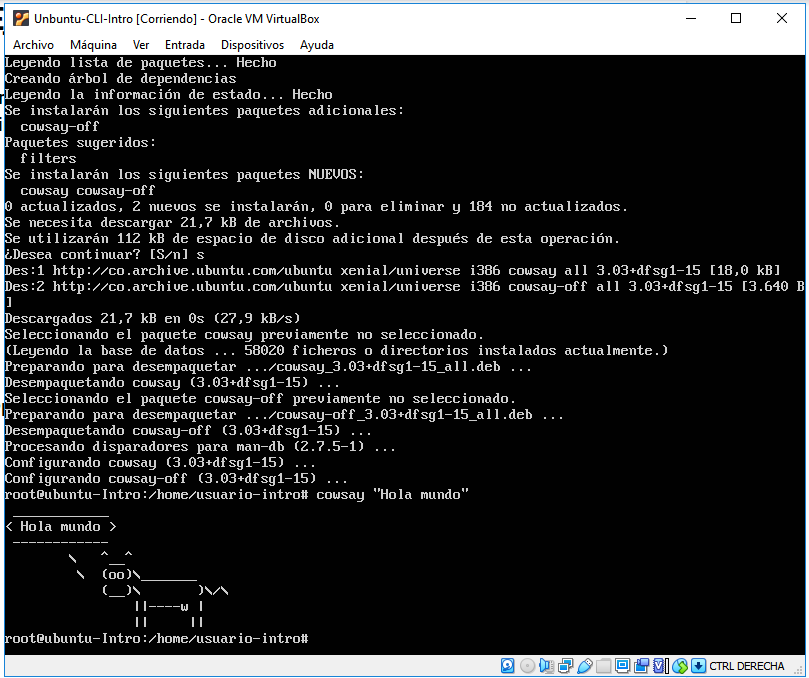 Unbuntu-CLI-Intro [Corriendo] - Oracle VM VirtualBox
Archivo Máquina Ver Entrada Dispositivos Ayuda
Leyendo lista de paquetes... Hecho
Creando árbol de dependencias
Leyendo la información de estado... Hecho
Se instalarán los siguientes paquetes adicionales:
  cowsay-off
Paquetes sugeridos:
  filters
Se instalarán los siguientes paquetes NUEVOS:
  cowsay cowsay-off
0 actualizados, 2 nuevos se instalarán, 0 para eliminar y 184 no actualizados.
Se necesita descargar 21,7 kB de archivos.
Se utilizarán 112 kB de espacio de disco adicional después de esta operación.
¿Desea continuar? [S/n] s
Des:1 http://co.archive.ubuntu.com/ubuntu xenial/universe i386 cowsay all 3.03+dfsg1-15 [18,0 kB]
Des:2 http://co.archive.ubuntu.com/ubuntu xenial/universe i386 cowsay-off all 3.03+dfsg1-15 [3.640 B
]
Descargados 21,7 kB en 0s (27,9 kB/s)
Seleccionando el paquete cowsay previamente no seleccionado.
(Leyendo la base de datos ... 58020 ficheros o directorios instalados actualmente.)
Preparando para desempaquetar .../cowsay_3.03+dfsg1-15_all.deb ...
Desempaquetando cowsay (3.03+dfsg1-15) ...
Seleccionando el paquete cowsay-off previamente no seleccionado.
Preparando para desempaquetar .../cowsay-off_3.03+dfsg1-15_all.deb ...
Desempaquetando cowsay-off (3.03+dfsg1-15) ...
Procesando disparadores para man-db (2.7.5-1) ...
Configurando cowsay (3.03+dfsg1-15) ...
Configurando cowsay-off (3.03+dfsg1-15) ...
root@ubuntu-Intro:/home/usuario-intro# cowsay "Hola mundo"
 ____________
< Hola mundo >
 ------------
        \   ^__^
         \  (oo)\_______
            (__)\       )\/\
                ||----w |
                ||     ||
root@ubuntu-Intro:/home/usuario-intro#
CTRL DERECHA